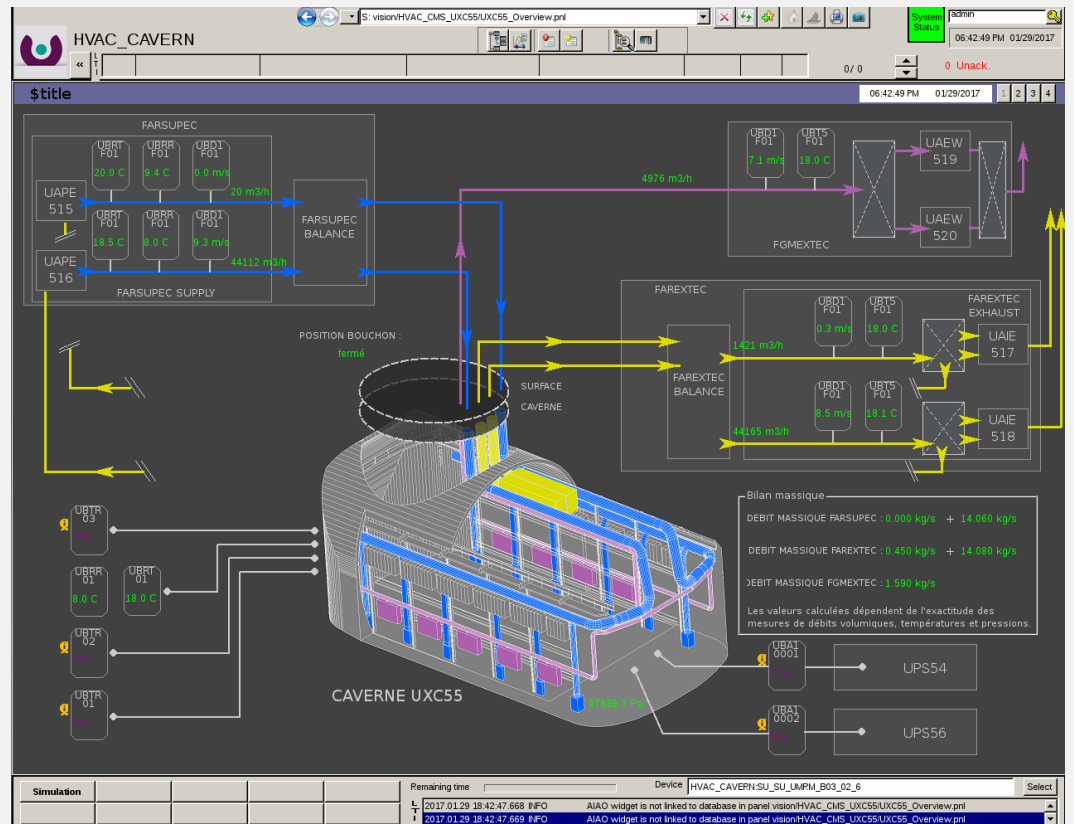 S: vision/HVAC_CMS_UXC55/UXC55_Overview.pnl
System
Status
admin
06:42:49 PM 01/29/2017
HVAC_CAVERN
«
L
T
I
0/ 0
0 Unack.
$title
06:42:49 PM 01/29/2017
1 2 3 4
FARSUPEC
UBRT
F01
20.0 C
UBRR
F01
9.4 C
UBD1
F01
0.0 m/s
UAPE
515
20 m3/h
UBRT
F01
18.5 C
UBRR
F01
8.0 C
UBD1
F01
9.3 m/s
UAPE
516
44112 m3/h
FARSUPEC SUPPLY
FARSUPEC
BALANCE
4976 m3/h
UBD1
F01
7.1 m/s
UBT5
F01
18.0 C
UAEW
519
UAEW
520
FGMEXTEC
FAREXTEC
FAREXTEC
EXHAUST
UBD1
F01
0.3 m/s
UBT5
F01
18.0 C
UAIE
517
1421 m3/h
FAREXTEC
BALANCE
UBD1
F01
8.5 m/s
UBT5
F01
18.1 C
UAIE
518
44165 m3/h
POSITION BOUCHON :
fermé
SURFACE
CAVERNE
UBTR
03
UBRR
01
8.0 C
UBRT
01
18.0 C
UBTR
02
UBTR
01
CAVERNE UXC55
97839.3 Pa
Bilan massique
DEBIT MASSIQUE FARSUPEC : 0.000 kg/s + 14.060 kg/s
DEBIT MASSIQUE FAREXTEC : 0.450 kg/s + 14.080 kg/s
DEBIT MASSIQUE FGMEXTEC : 1.590 kg/s
Les valeurs calculées dépendent de l'exactitude des
mesures de débits volumiques, températures et pressions.
UBA1
0001
UPS54
UBA1
0002
UPS56
Simulation
Remaining time
Device
HVAC_CAVERN:SU_SU_UMRM_B03_02_6
Select
L
T
I
2017.01.29 18:42:47.668 INFO AIAO widget is not linked to database in panel vision/HVAC_CMS_UXC55/UXC55_Overview.pnl
2017.01.29 18:42:47.669 INFO AIAO widget is not linked to database in panel vision/HVAC_CMS_UXC55/UXC55_Overview.pnl